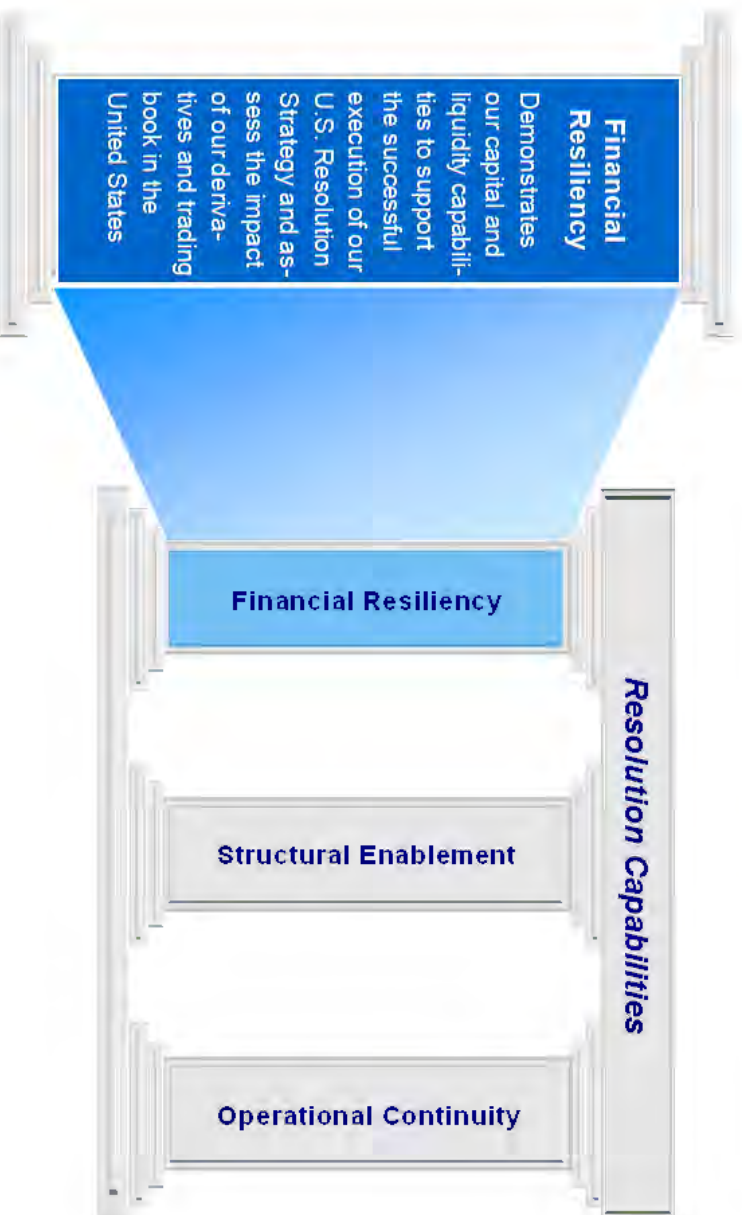 Financial
Resiliency
Demonstrates
our capital and
liquidity capabili-
ties to support
the successful
execution of our
U.S. Resolution
Strategy and as-
sess the impact
of our deriva-
tives and trading
book in the
United States
Resolution Capabilities
Financial Resiliency
Structural Enablement
Operational Continuity